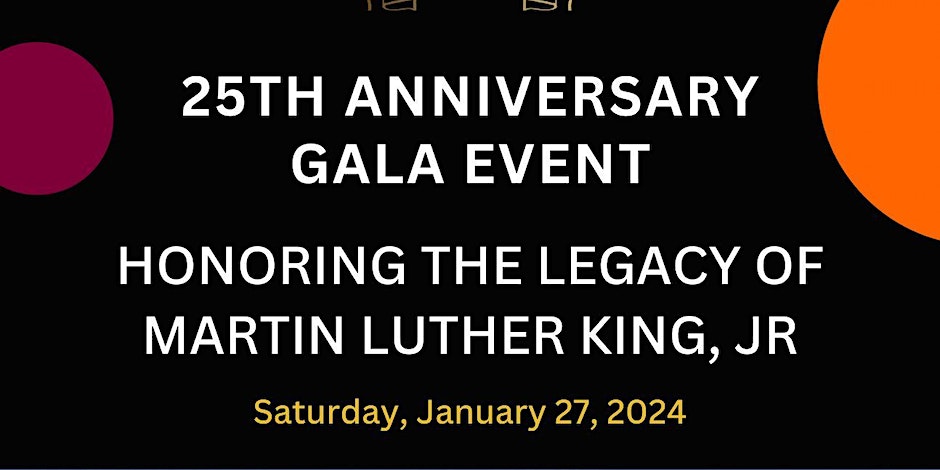 25TH ANNIVERSARY
GALA EVENT
HONORING THE LEGACY OF
MARTIN LUTHER KING, JR
Saturday, January 27, 2024